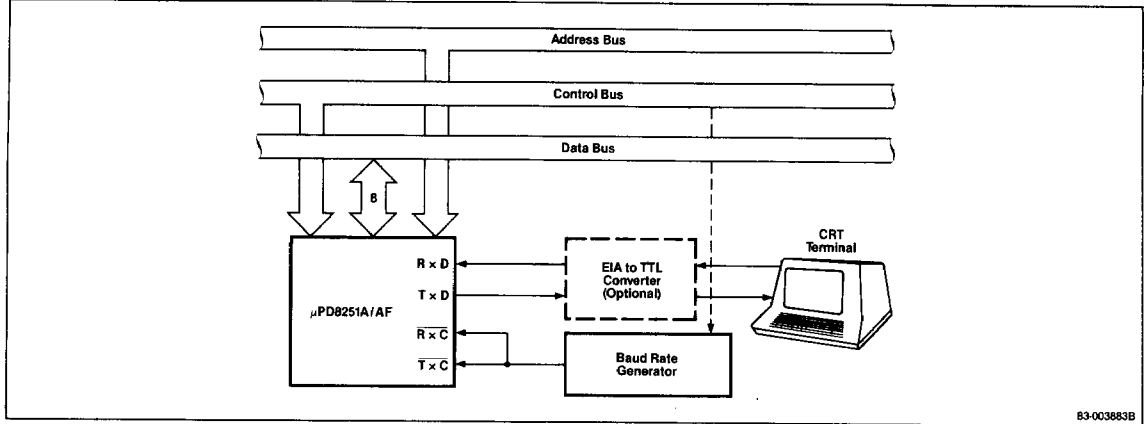 Address Bus
Control Bus
Data Bus
8
CRT
Terminal
R × D
EIA to TTL
Converter
(Optional)
T × D
μPD8251A/AF
R × C
T × C
Baud Rate
Generator
83-003883B